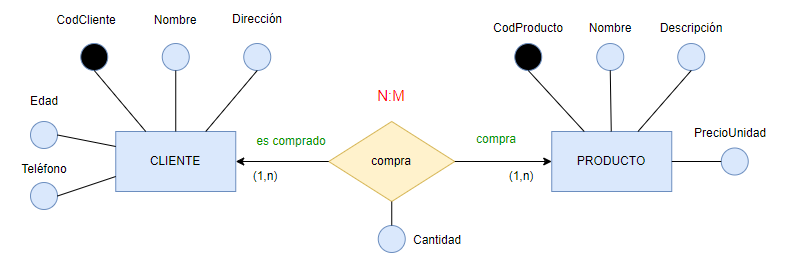 CodCliente
Nombre
Dirección
CodProducto
Nombre
Descripción
Edad
N:M
Teléfono
CLIENTE
es comprado
(1,n)
compra
compra
(1,n)
PRODUCTO
PrecioUnidad
Cantidad